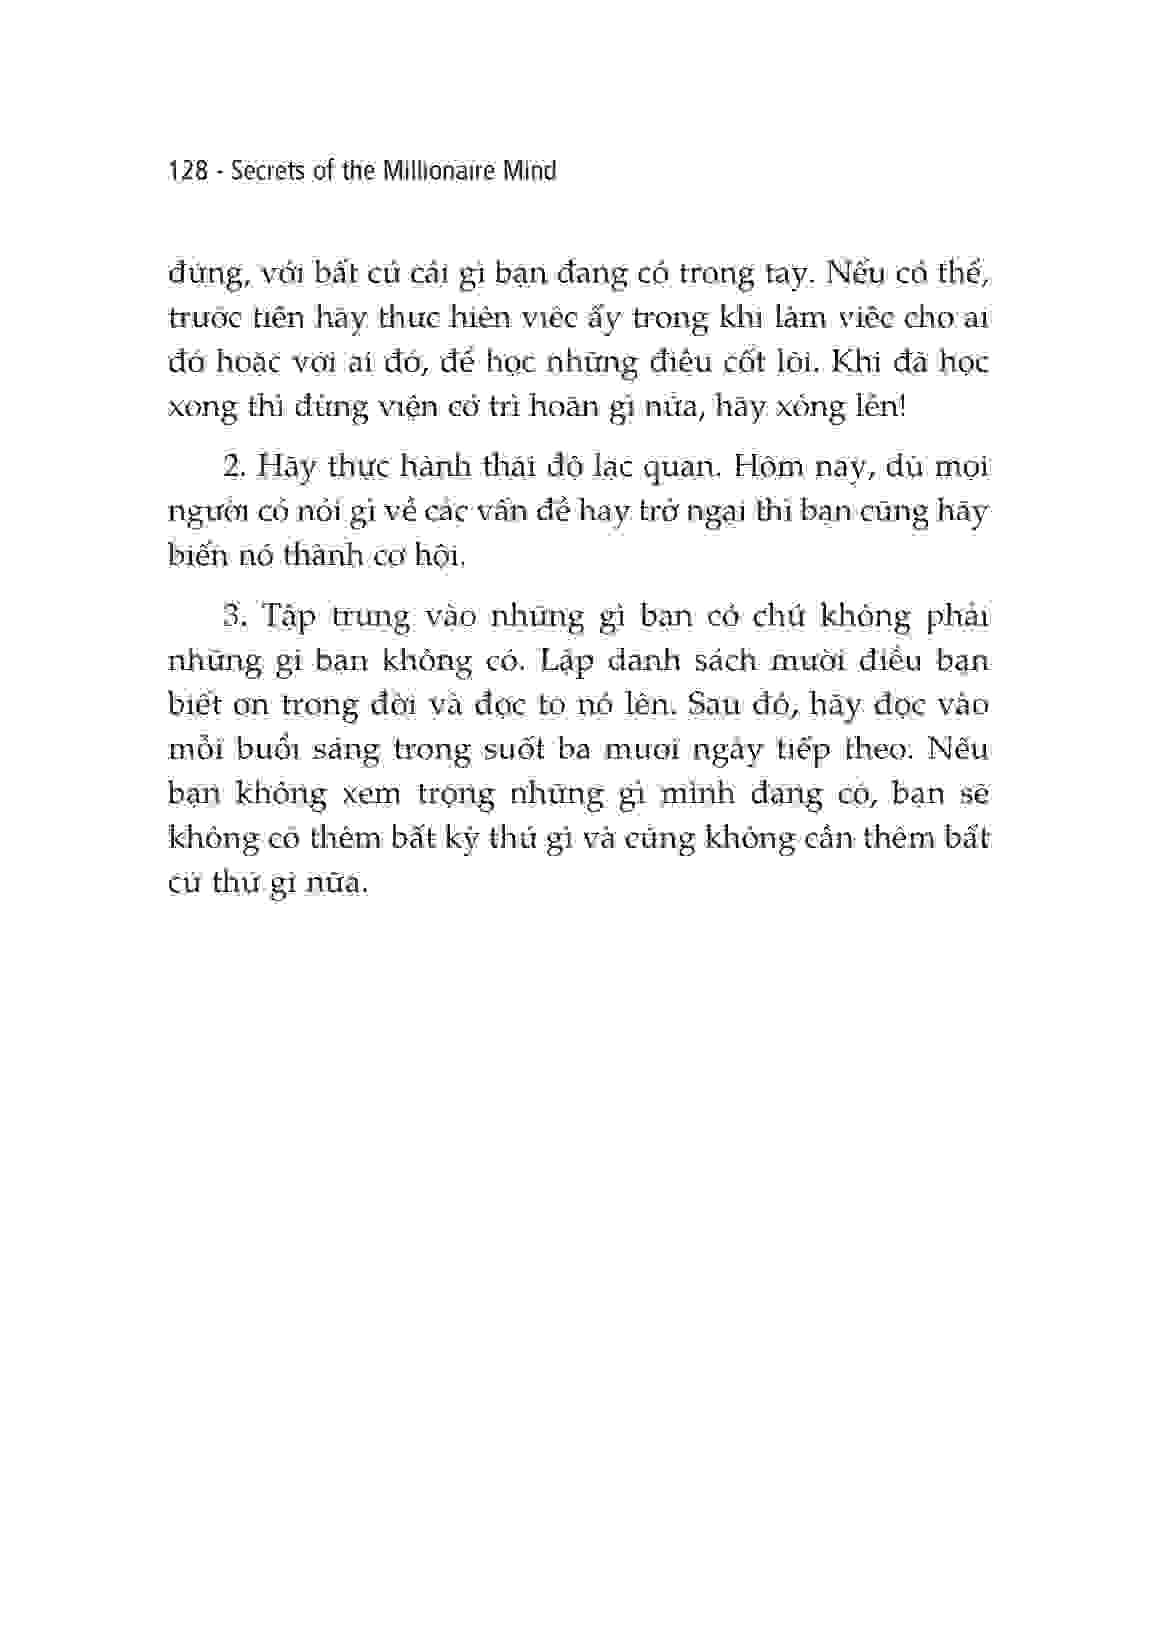 128 - Secrets of the Millionaire Mind
đứng, với bất cứ cái gì bạn đang có trong tay. Nếu có thể,
trước tiên hãy thực hiện việc ấy trong khi làm việc cho ai
đó hoặc với ai đó, để học những điều cốt lõi. Khi đã học
xong thì đừng viện cớ trì hoãn gì nữa, hãy xông lên!
2. Hãy thực hành thái độ lạc quan. Hôm nay, dù mọi
người có nói gì về các vấn đề hay trở ngại thì bạn cũng hãy
biến nó thành cơ hội.
3. Tập trung vào những gì bạn có chứ không phải
những gì bạn không có. Lập danh sách mười điều bạn
biết ơn trong đời và đọc to nó lên. Sau đó, hãy đọc vào
mỗi buổi sáng trong suốt ba mươi ngày tiếp theo. Nếu
bạn không xem trọng những gì mình đang có, bạn sẽ
không có thêm bất kỳ thứ gì và cũng không cần thêm bất
cứ thứ gì nữa.